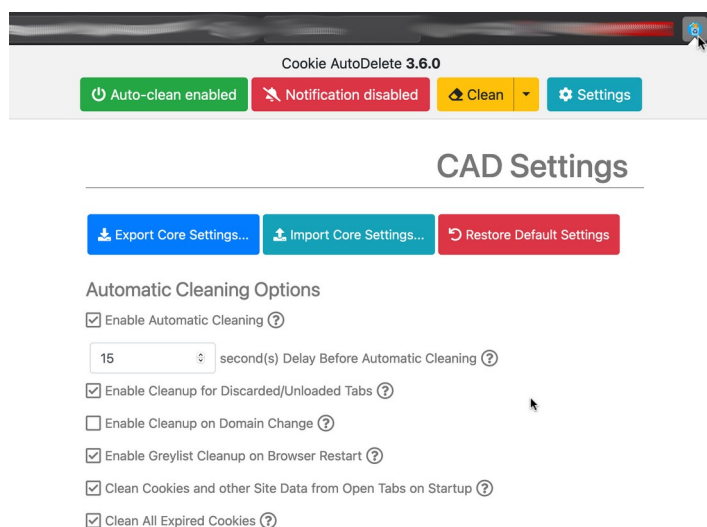 Cookie AutoDelete 3.6.0
Auto-clean enabled Notification disabled Clean Settings
CAD Settings
Export Core Settings... Import Core Settings... Restore Default Settings
Automatic Cleaning Options
Enable Automatic Cleaning ?
15 second(s) Delay Before Automatic Cleaning ?
Enable Cleanup for Discarded/Unloaded Tabs ?
Enable Cleanup on Domain Change ?
Enable Greylist Cleanup on Browser Restart ?
Clean Cookies and other Site Data from Open Tabs on Startup ?
Clean All Expired Cookies ?